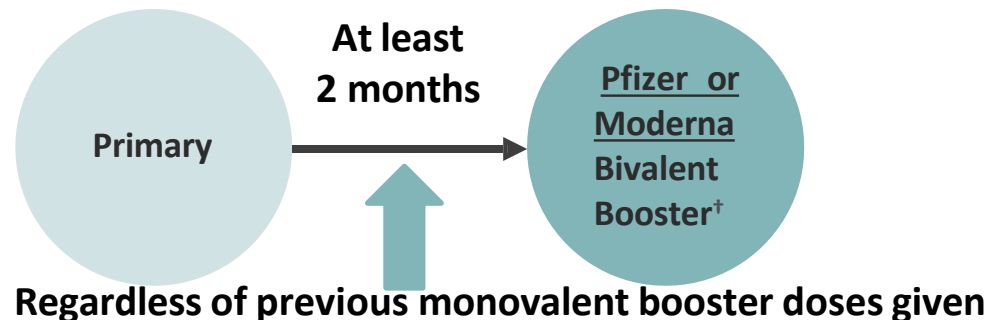 At least
2 months
Primary
Pfizer or
Moderna
Bivalent
Booster†
Regardless of previous monovalent booster doses given